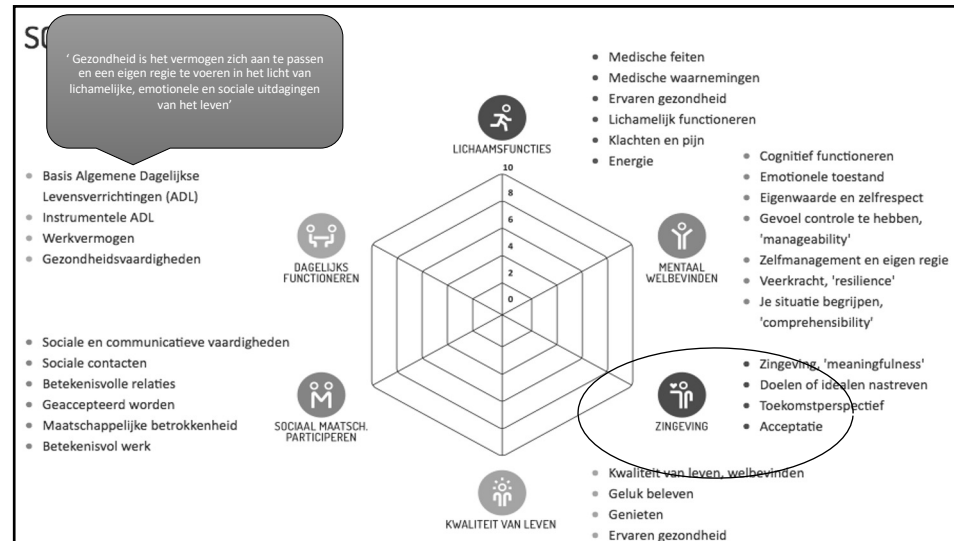 SO
' Gezondheid is het vermogen zich aan te passen
en een eigen regie te voeren in het licht van
lichamelijke, emotionele en sociale uitdagingen
van het leven'
LICHAAMSFUNCTIES
• Medische feiten
• Medische waarnemingen
• Ervaren gezondheid
• Lichamelijk functioneren
• Klachten en pijn
• Energie
10
8
6
4
2
0
MENTAAL
WELBEVINDEN
• Cognitief functioneren
• Emotionele toestand
• Eigenwaarde en zelfrespect
• Gevoel controle te hebben,
'manageability'
• Zelfmanagement en eigen regie
• Veerkracht, 'resilience'
• Je situatie begrijpen,
'comprehensibility'
• Basis Algemene Dagelijkse
Levensverrichtingen (ADL)
• Instrumentele ADL
• Werkvermogen
• Gezondheidsvaardigheden
DAGELIJKS
FUNCTIONEREN
• Sociale en communicatieve vaardigheden
• Sociale contacten
• Betekenisvolle relaties
• Geaccepteerd worden
• Maatschappelijke betrokkenheid
• Betekenisvol werk
SOCIAAL MAATSCH.
PARTICIPEREN
ZINGEVING
• Zingeving, 'meaningfulness'
• Doelen of idealen nastreven
• Toekomstperspectief
• Acceptatie
KWALITEIT VAN LEVEN
• Kwaliteit van leven, welbevinden
• Geluk beleven
• Genieten
• Ervaren gezondheid